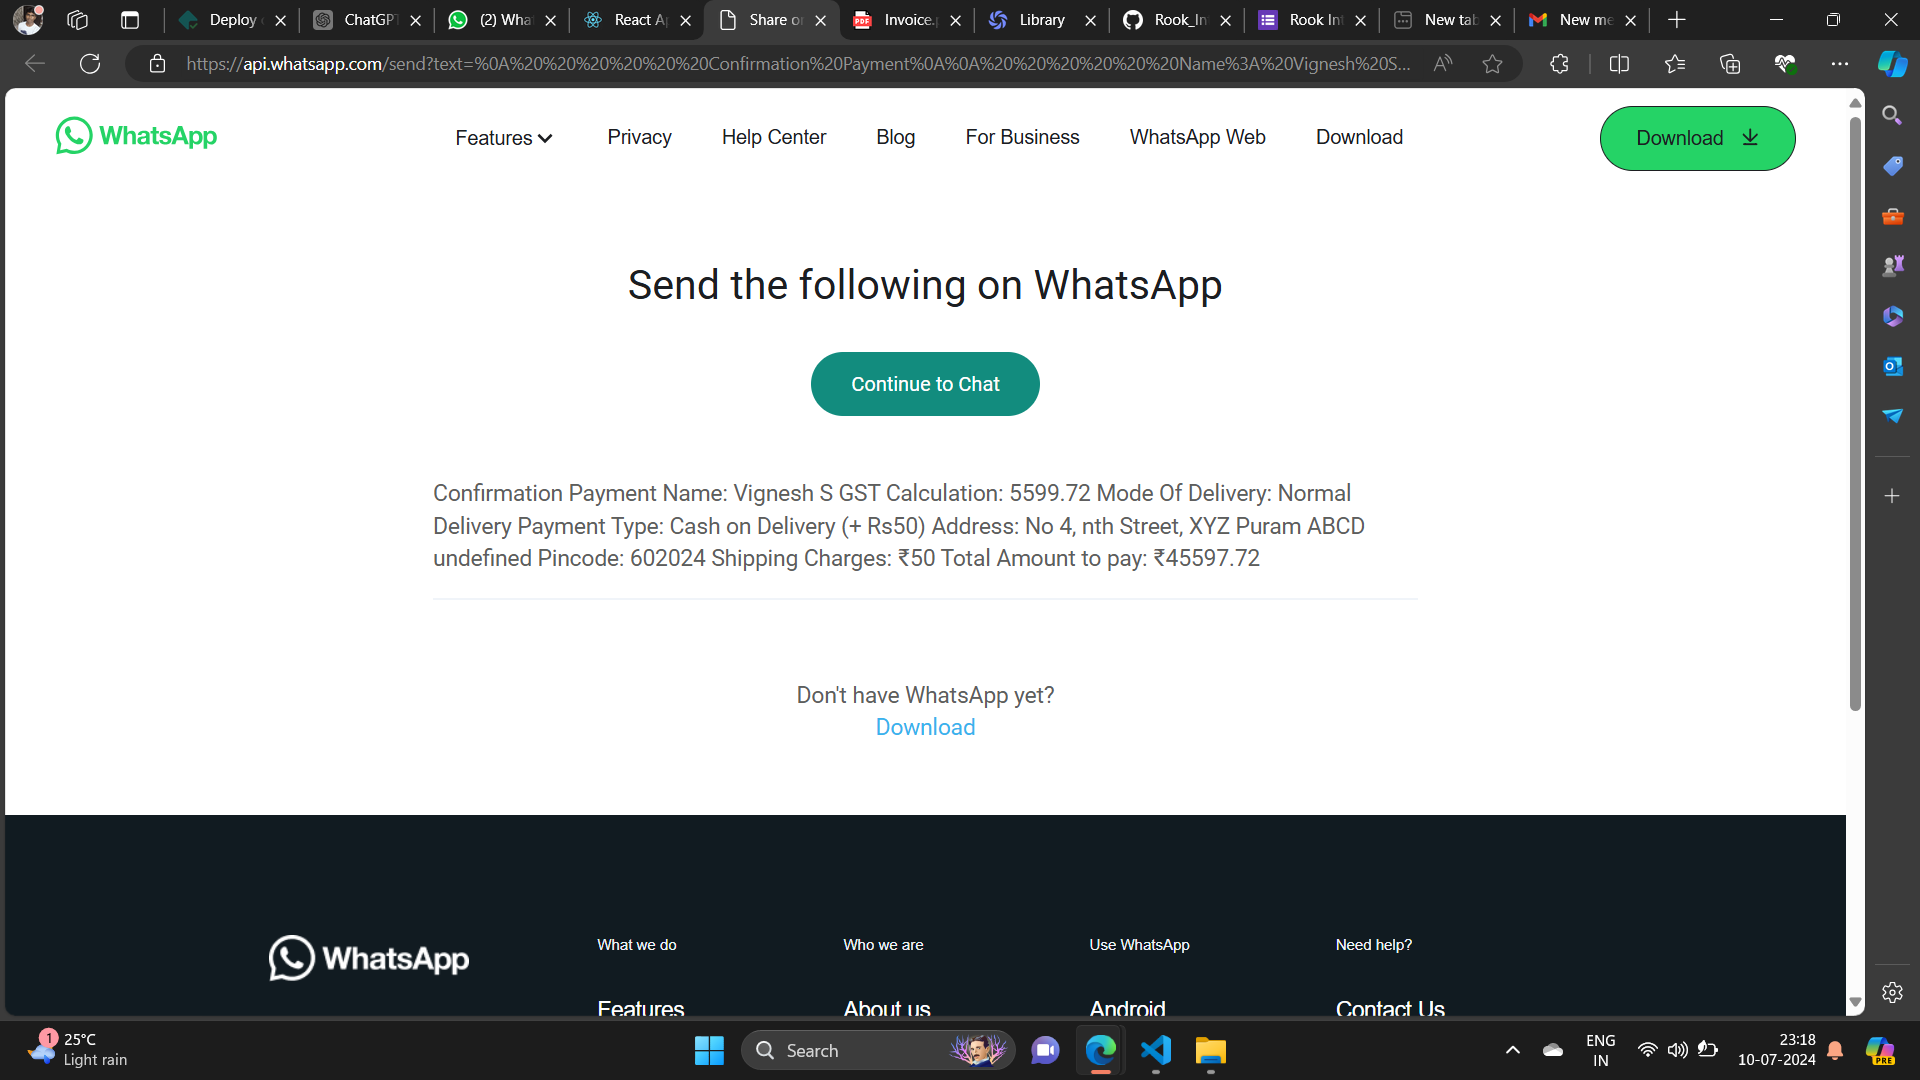 Deploy
ChatGPT
(2) Wha
React Ap
Share or
Invoice.p
Library
Rook_Int
Rook Int
New tab
New me
https://api.whatsapp.com/send?text=%0A%20%20%20%20%20%20Confirmation%20Payment%0A%0A%20%20%20%20%20%20Name%3A%20Vignesh%20S...
WhatsApp
Features
Privacy
Help Center
Blog
For Business
WhatsApp Web
Download
Download
Send the following on WhatsApp
Continue to Chat
Confirmation Payment Name: Vignesh S GST Calculation: 5599.72 Mode Of Delivery: Normal
Delivery Payment Type: Cash on Delivery (+ Rs50) Address: No 4, nth Street, XYZ Puram ABCD
undefined Pincode: 602024 Shipping Charges: ₹50 Total Amount to pay: ₹45597.72
Don't have WhatsApp yet?
Download
WhatsApp
What we do
Who we are
Use WhatsApp
Need help?
Features
About us
Android
Contact Us
1
25°C
Light rain
Search
ENG
IN
23:18
10-07-2024
PRE